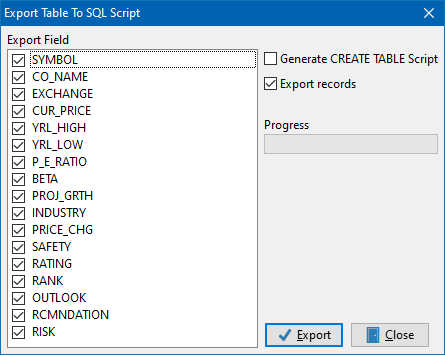 Export Table To SQL Script
Export Field
SYMBOL
CO_NAME
EXCHANGE
CUR_PRICE
YRL_HIGH
YRL_LOW
P_E_RATIO
BETA
PROJ_GRTH
INDUSTRY
PRICE_CHG
SAFETY
RATING
RANK
OUTLOOK
RCMNDATION
RISK
Generate CREATE TABLE Script
Export records
Progress
Export
Close